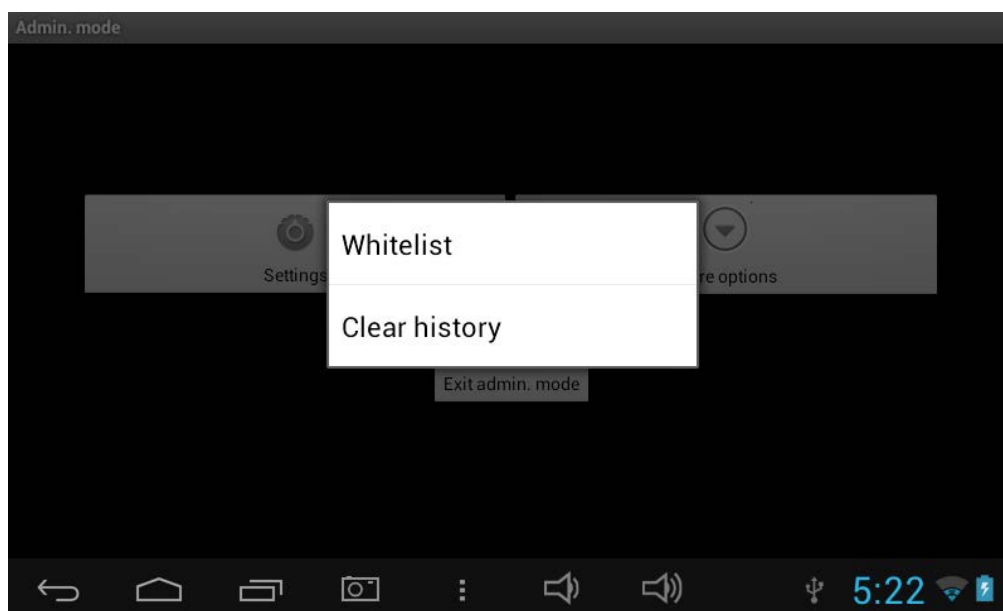 Admin. mode
Whitelist
Settings
re options
Clear history
Exit admin. mode
5:22